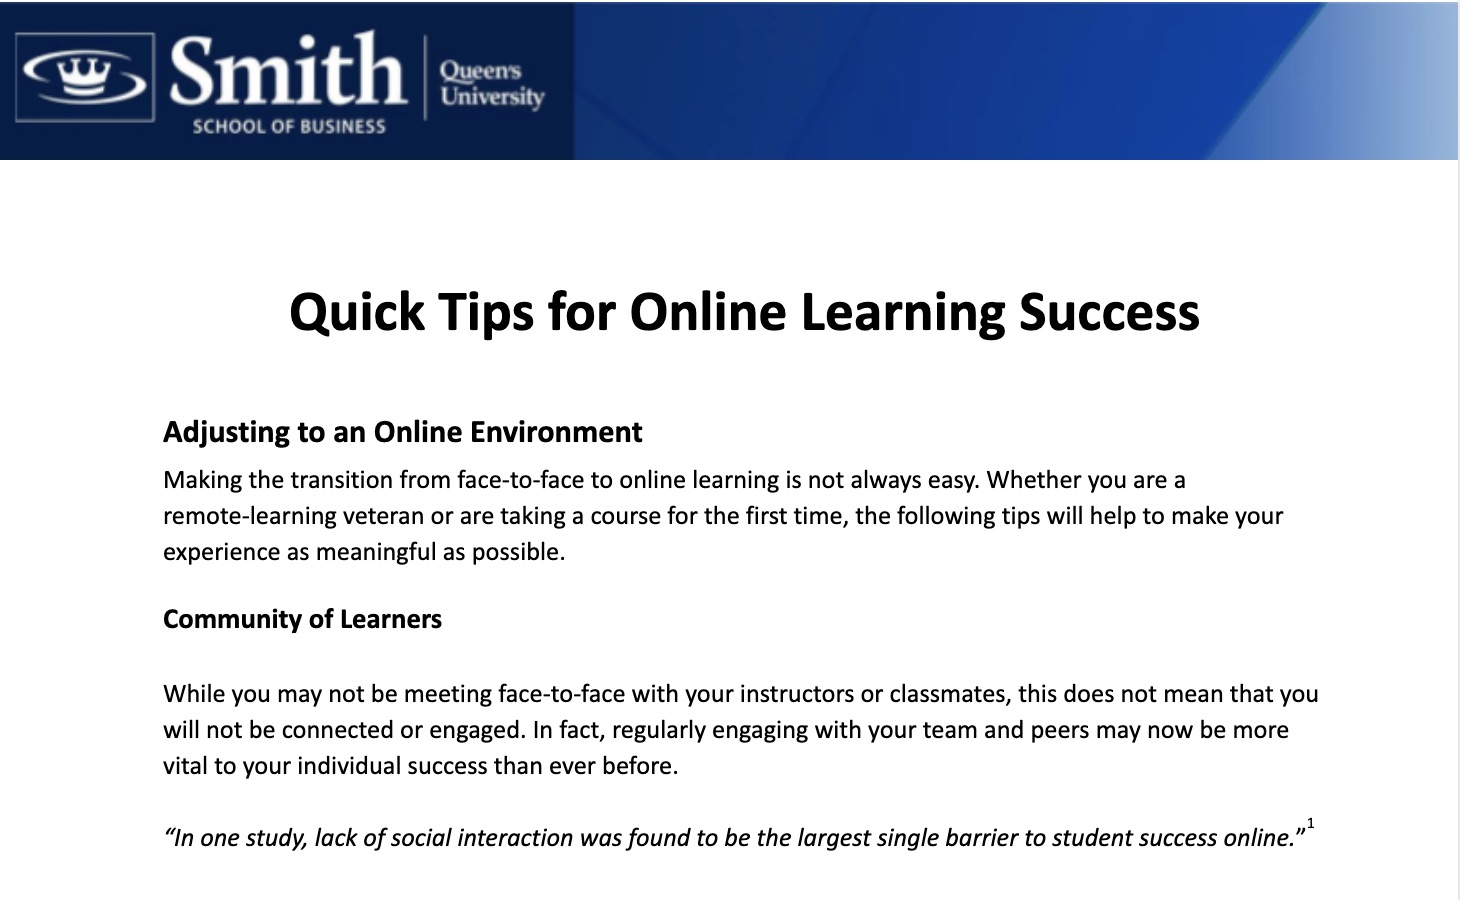 Smith
SCHOOL OF BUSINESS
Queen's
University
Quick Tips for Online Learning Success
Adjusting to an Online Environment
Making the transition from face-to-face to online learning is not always easy. Whether you are a
remote-learning veteran or are taking a course for the first time, the following tips will help to make your
experience as meaningful as possible.
Community of Learners
While you may not be meeting face-to-face with your instructors or classmates, this does not mean that you
will not be connected or engaged. In fact, regularly engaging with your team and peers may now be more
vital to your individual success than ever before.
“In one study, lack of social interaction was found to be the largest single barrier to student success online.”1